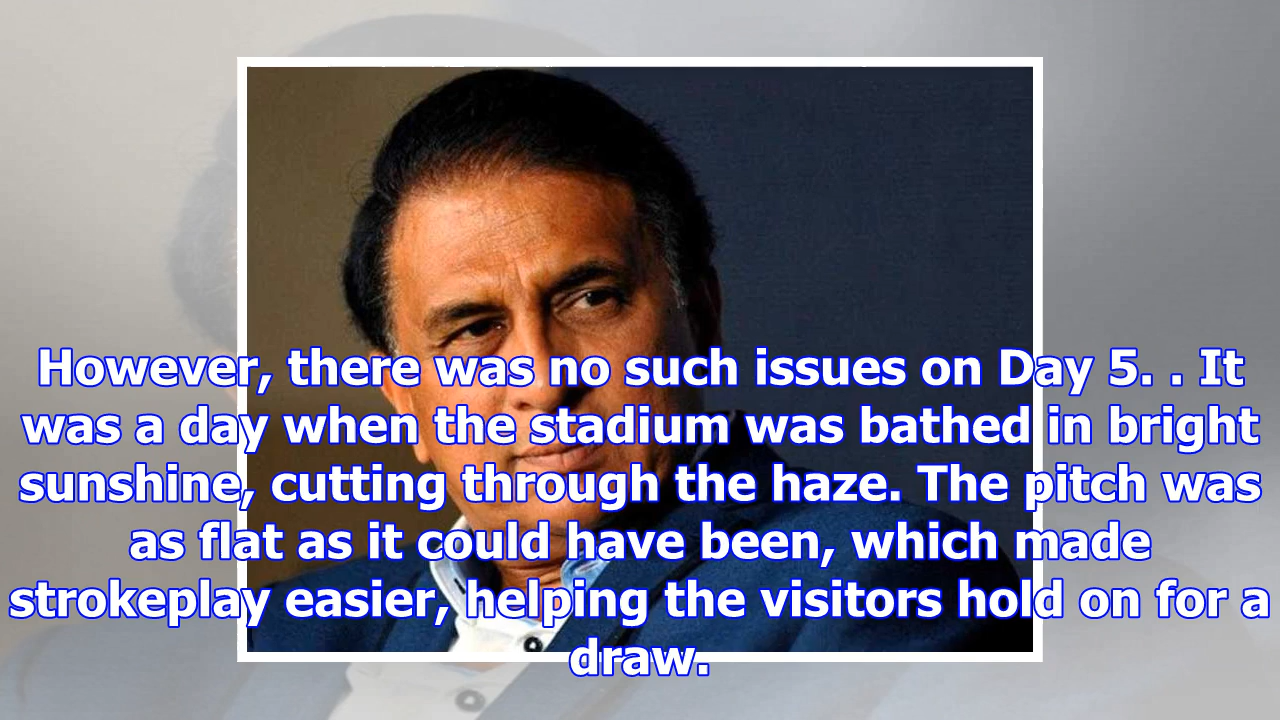 However, there was no such issues on Day 5. . It
was a day when the stadium was bathed in bright
sunshine, cutting through the haze. The pitch was
as flat as it could have been, which made
strokeplay easier, helping the visitors hold on for a
draw.